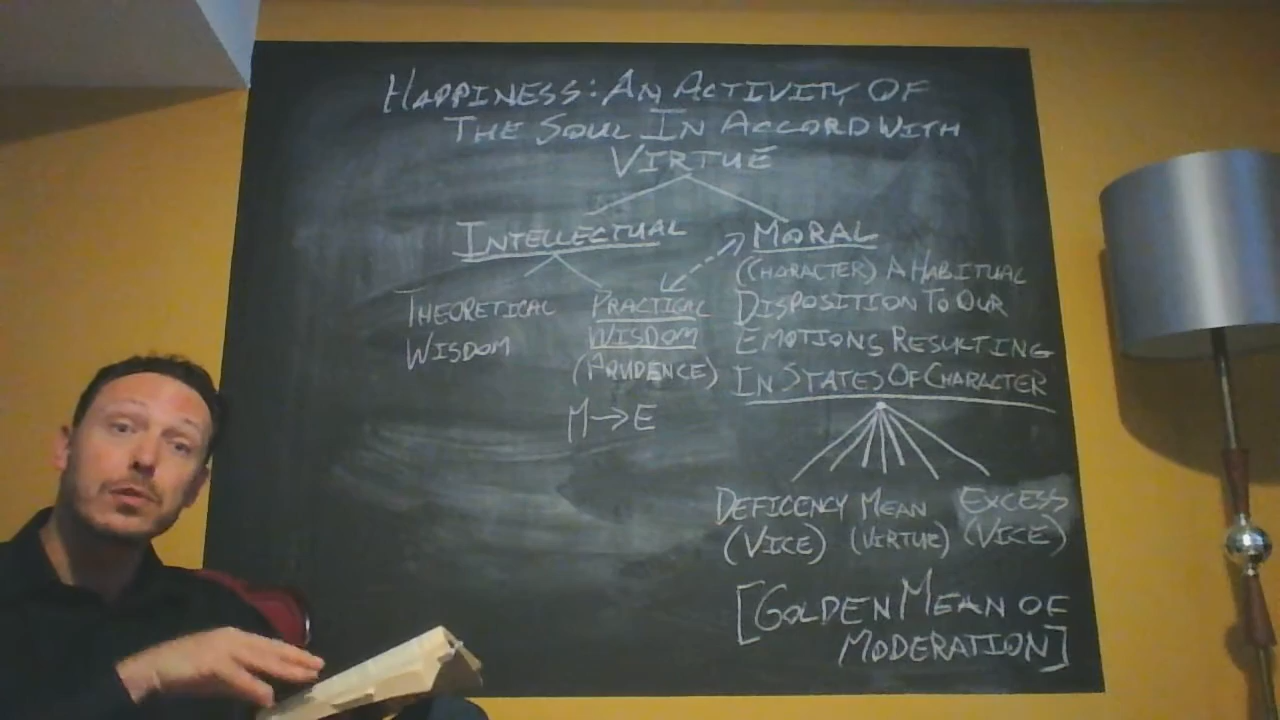 HAPPINESS: AN ACTIVITY OF
THE SOUL IN ACCORD WITH
VIRTUE
INTELLECTUAL
MORAL
THEORETICAL
WISDOM
PRACTICAL
WISDOM
(PRUDENCE)
M→E
(CHARACTER) A HABITUAL
DISPOSITION TO OUR
EMOTIONS RESULTING
IN STATES OF CHARACTER
DEFICENCY MEAN EXCESS
(VICE) (VIRTUE) (VICE)
[GOLDEN MEAN OF
MODERATION]